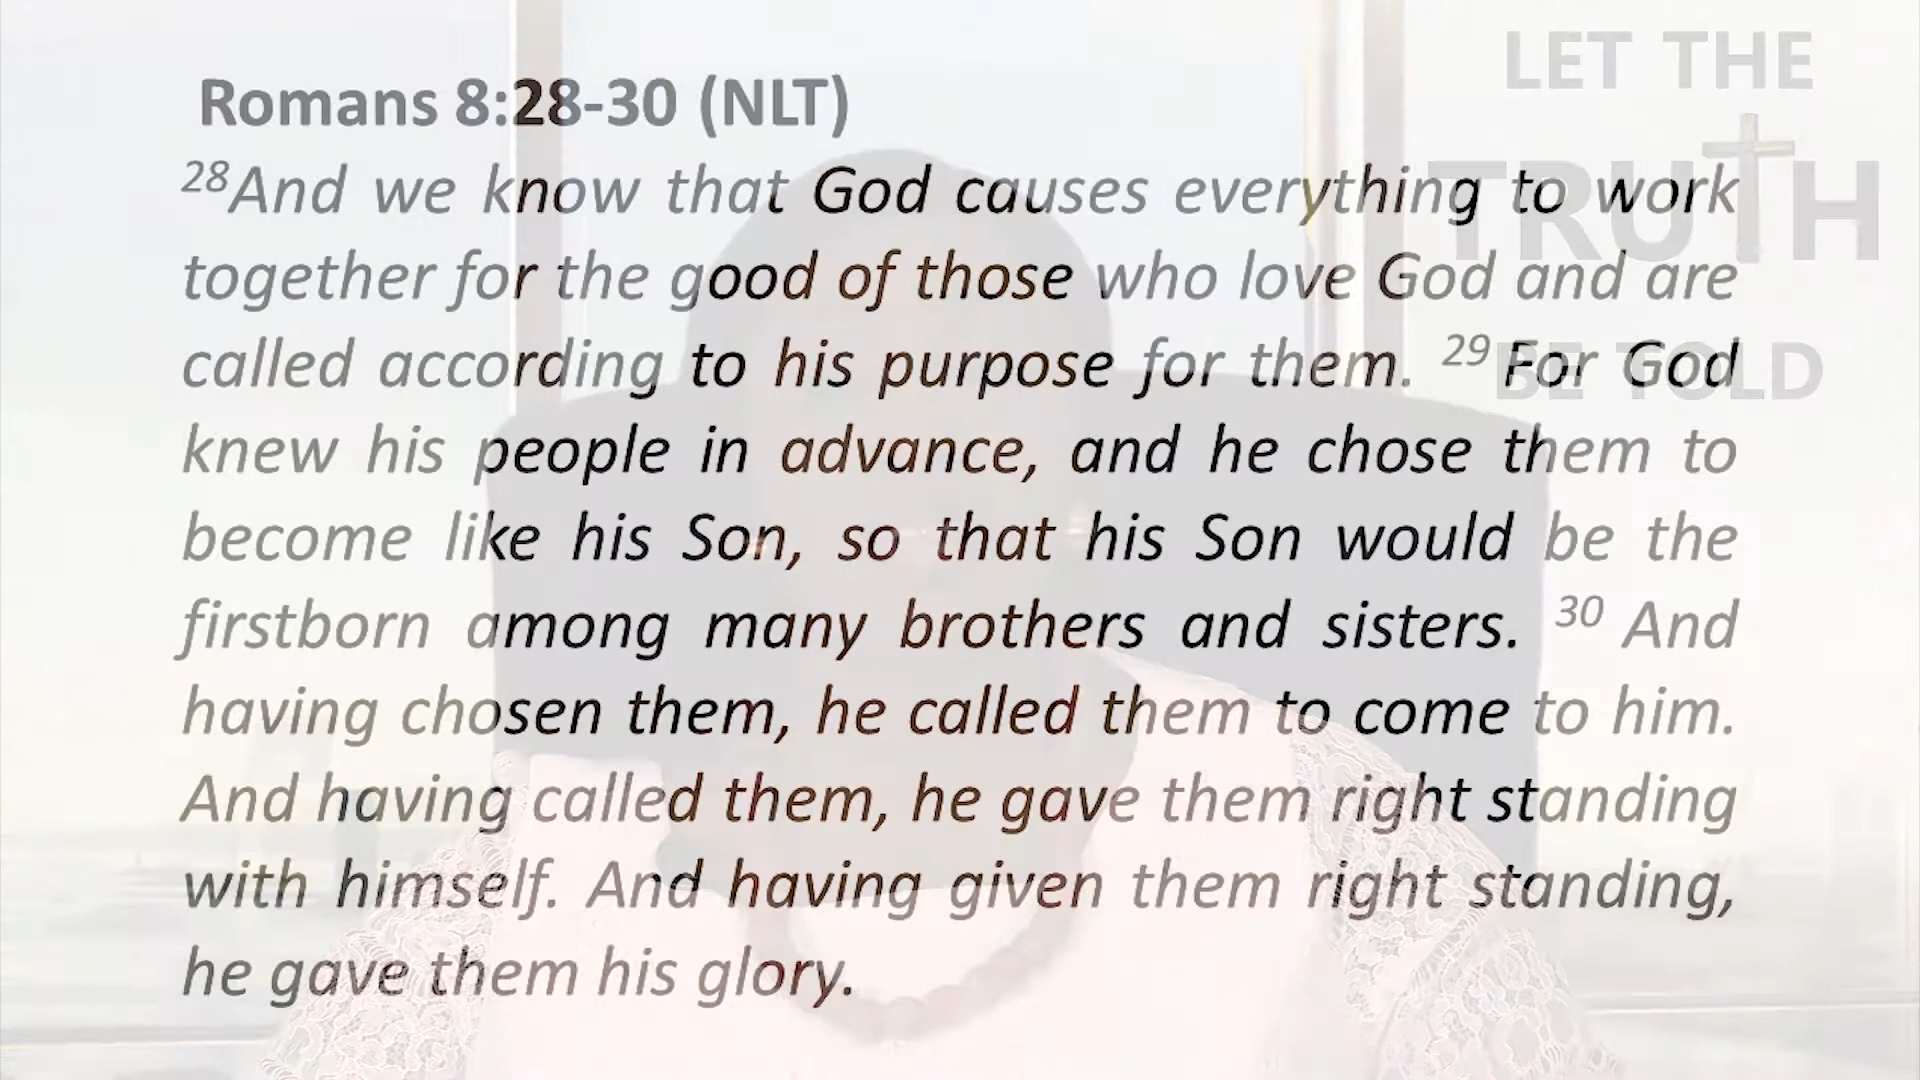 Romans 8:28-30 (NLT)
28And we know that God causes everything to work
together for the good of those who love God and are
called according to his purpose for them. 29 For God
knew his people in advance, and he chose them to
become like his Son, so that his Son would be the
firstborn among many brothers and sisters. 30 And
having chosen them, he called them to come to him.
And having called them, he gave them right standing
with himself. And having given them right standing,
he gave them his glory.
LET THE
TRUTH
BE TOLD